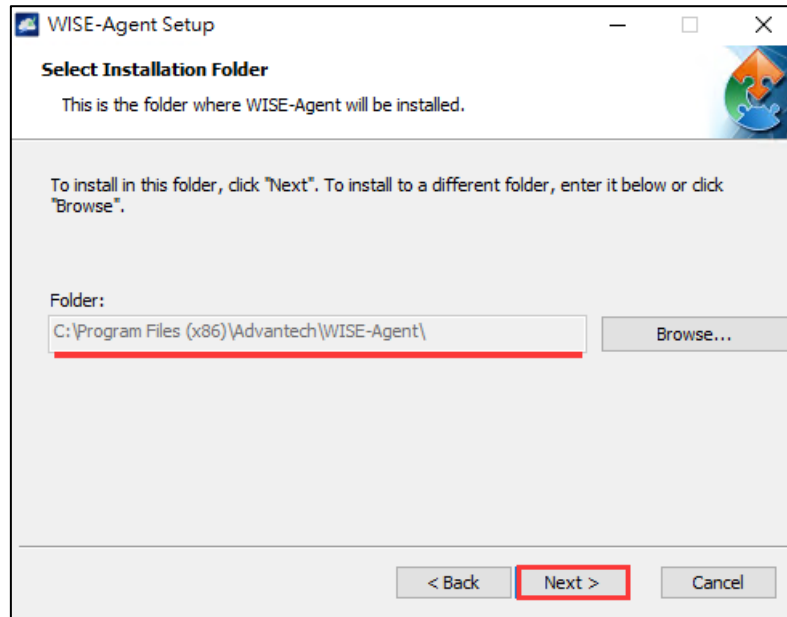 WISE-Agent Setup
Select Installation Folder
This is the folder where WISE-Agent will be installed.
To install in this folder, click "Next". To install to a different folder, enter it below or click
"Browse".
Folder:
C:\Program Files (x86)\Advantech\WISE-Agent\
Browse...
< Back
Next >
Cancel